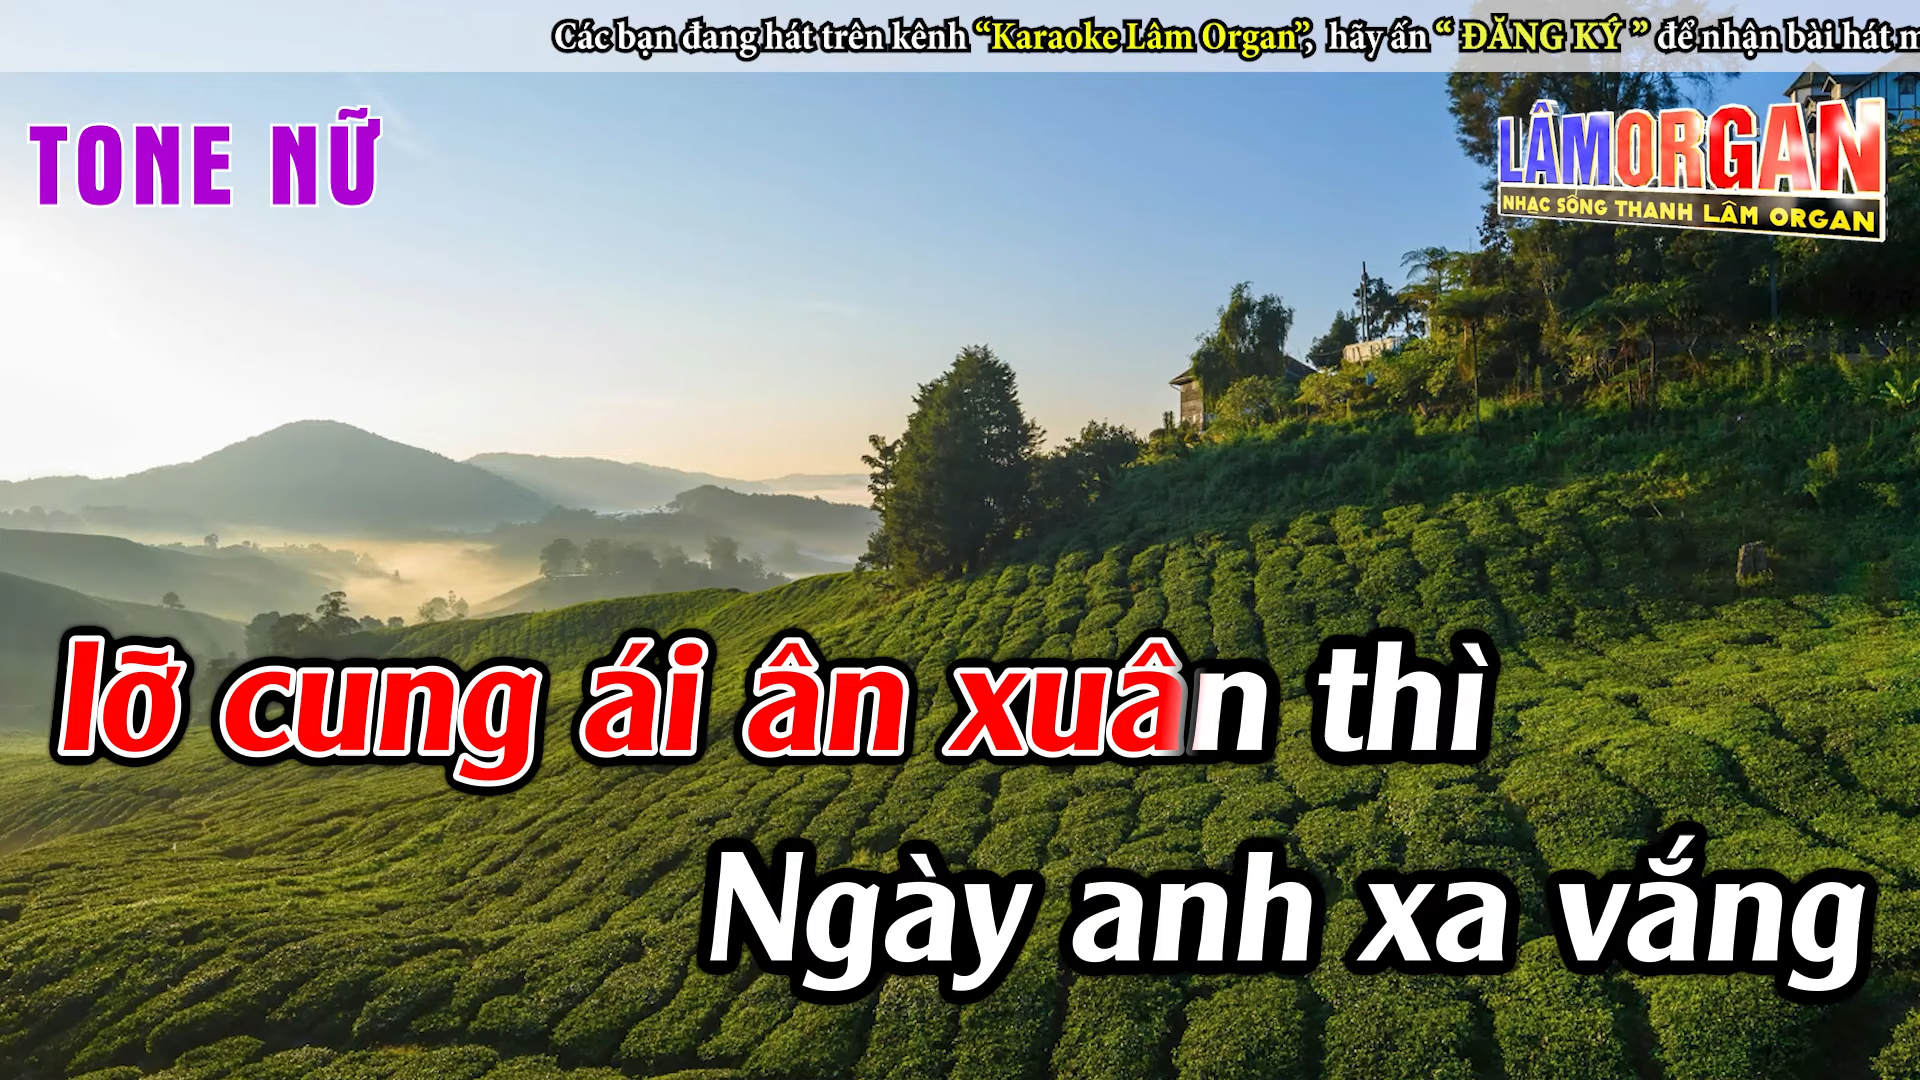 Các bạn đang hát trên kênh “Karaoke Lâm Organ”, hãy ấn “ ĐĂNG KÝ ” để nhận bài hát m
TONE NỮ
LÂMORGAN
NHẠC SỐNG THANH LÂM ORGAN
lỡ cung ái ân xuân thì
Ngày anh xa vắng